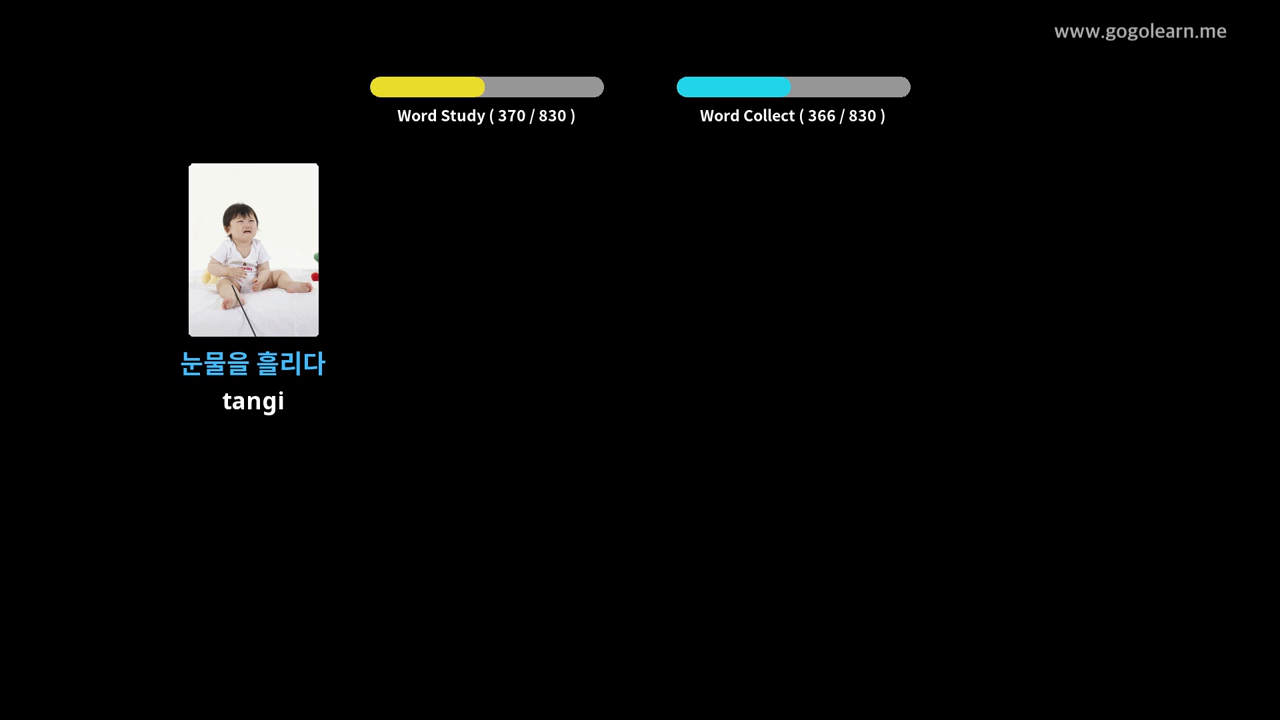 www.gogolearn.me
Word Study ( 370 / 830 )
Word Collect ( 366 / 830 )
눈물을 흘리다
tangi